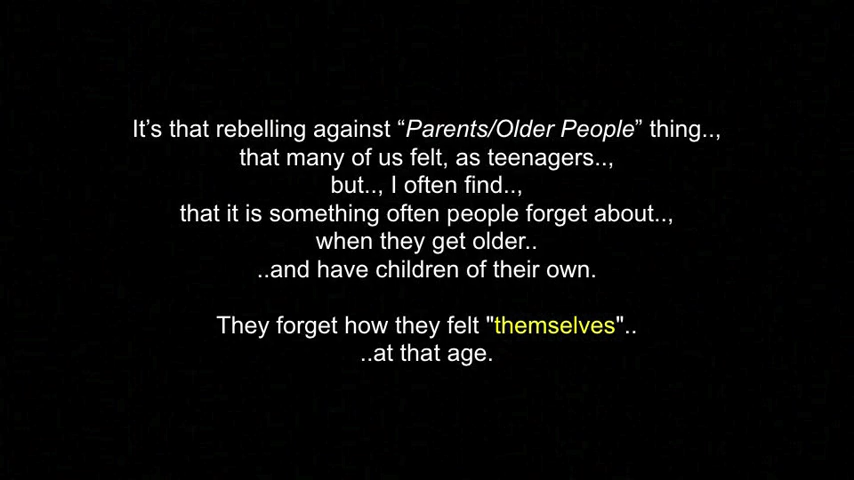 It’s that rebelling against “Parents/Older People” thing..,
that many of us felt, as teenagers..,
but.., I often find..,
that it is something often people forget about..,
when they get older..
..and have children of their own.
They forget how they felt "themselves"..
..at that age.